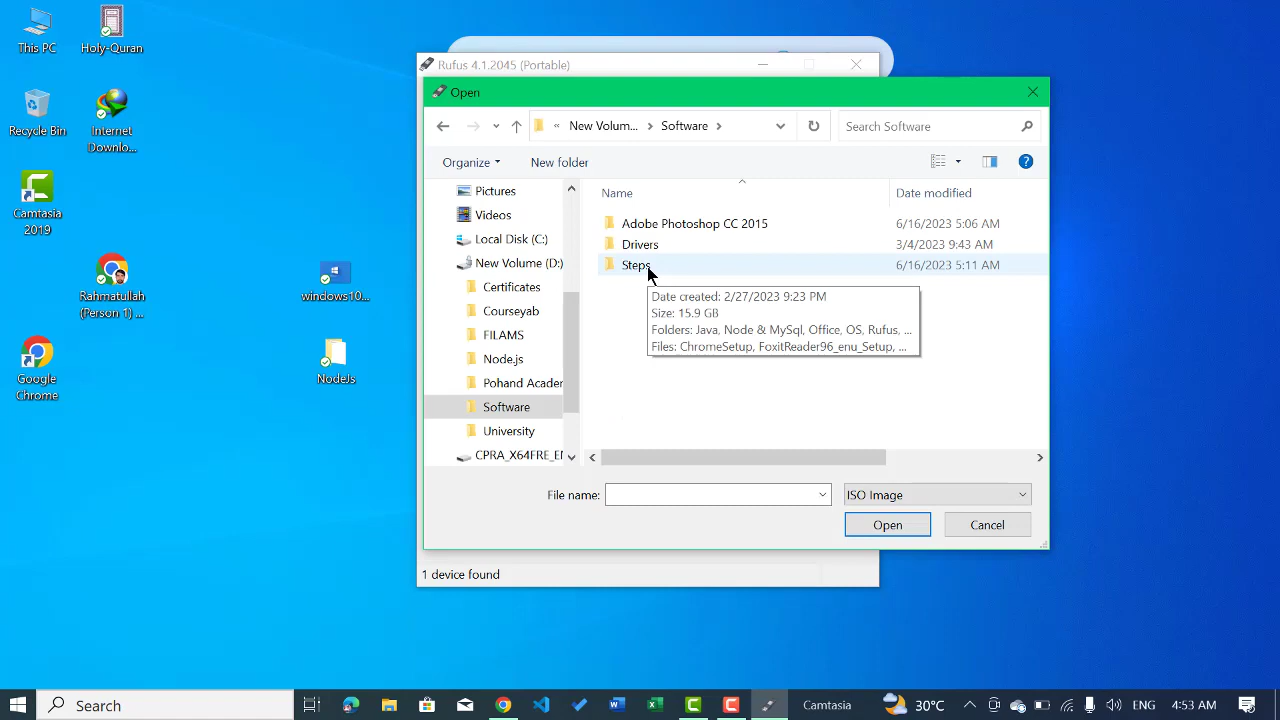 This PC
Holy-Quran
Recycle Bin
Internet
Downlo...
Camtasia
2019
Rahmatullah
(Person 1) ...
windows10...
Google
Chrome
NodeJs
Rufus 4.1.2045 (Portable)
Open
« New Volum... > Software >
Search Software
Organize
New folder
Pictures
Videos
Local Disk (C:)
New Volume (D:)
Certificates
Courseyab
FILAMS
Node.js
Pohand Acader
Software
University
CPRA_X64FRE_EN
Name
Date modified
Adobe Photoshop CC 2015
6/16/2023 5:06 AM
Drivers
3/4/2023 9:43 AM
Steps
6/16/2023 5:11 AM
Date created: 2/27/2023 9:23 PM
Size: 15.9 GB
Folders: Java, Node & MySql, Office, OS, Rufus, ...
Files: ChromeSetup, FoxitReader96_enu_Setup, ...
File name:
ISO Image
Open
Cancel
1 device found
Search
Camtasia
30°C
ENG
4:53 AM